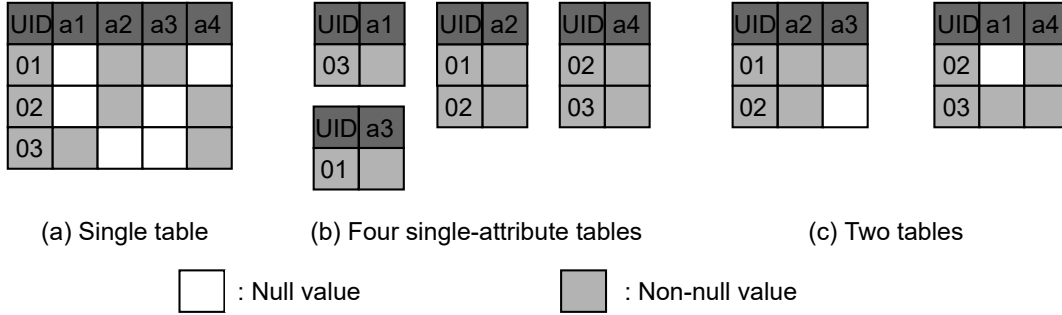 UID a1 a2 a3 a4
01
02
03
UID a1
03
UID a3
01
UID a2
01
02
UID a4
02
03
UID a2 a3
01
02
UID a1 a4
02
03
(a) Single table
(b) Four single-attribute tables
(c) Two tables
: Null value
: Non-null value